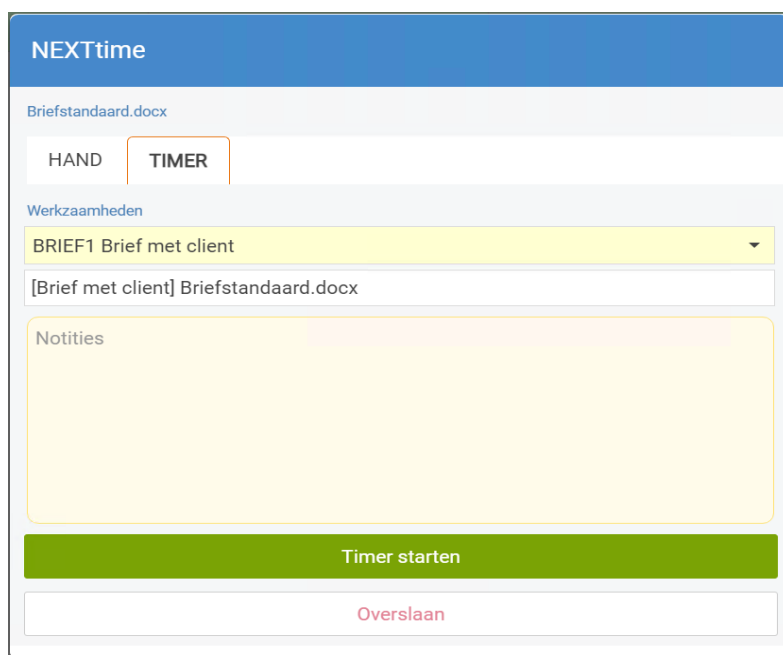 NEXTtime
Briefstandaard.docx
HAND TIMER
Werkzaamheden
BRIEF1 Brief met client
[Brief met client] Briefstandaard.docx
Notities
Timer starten
Overslaan